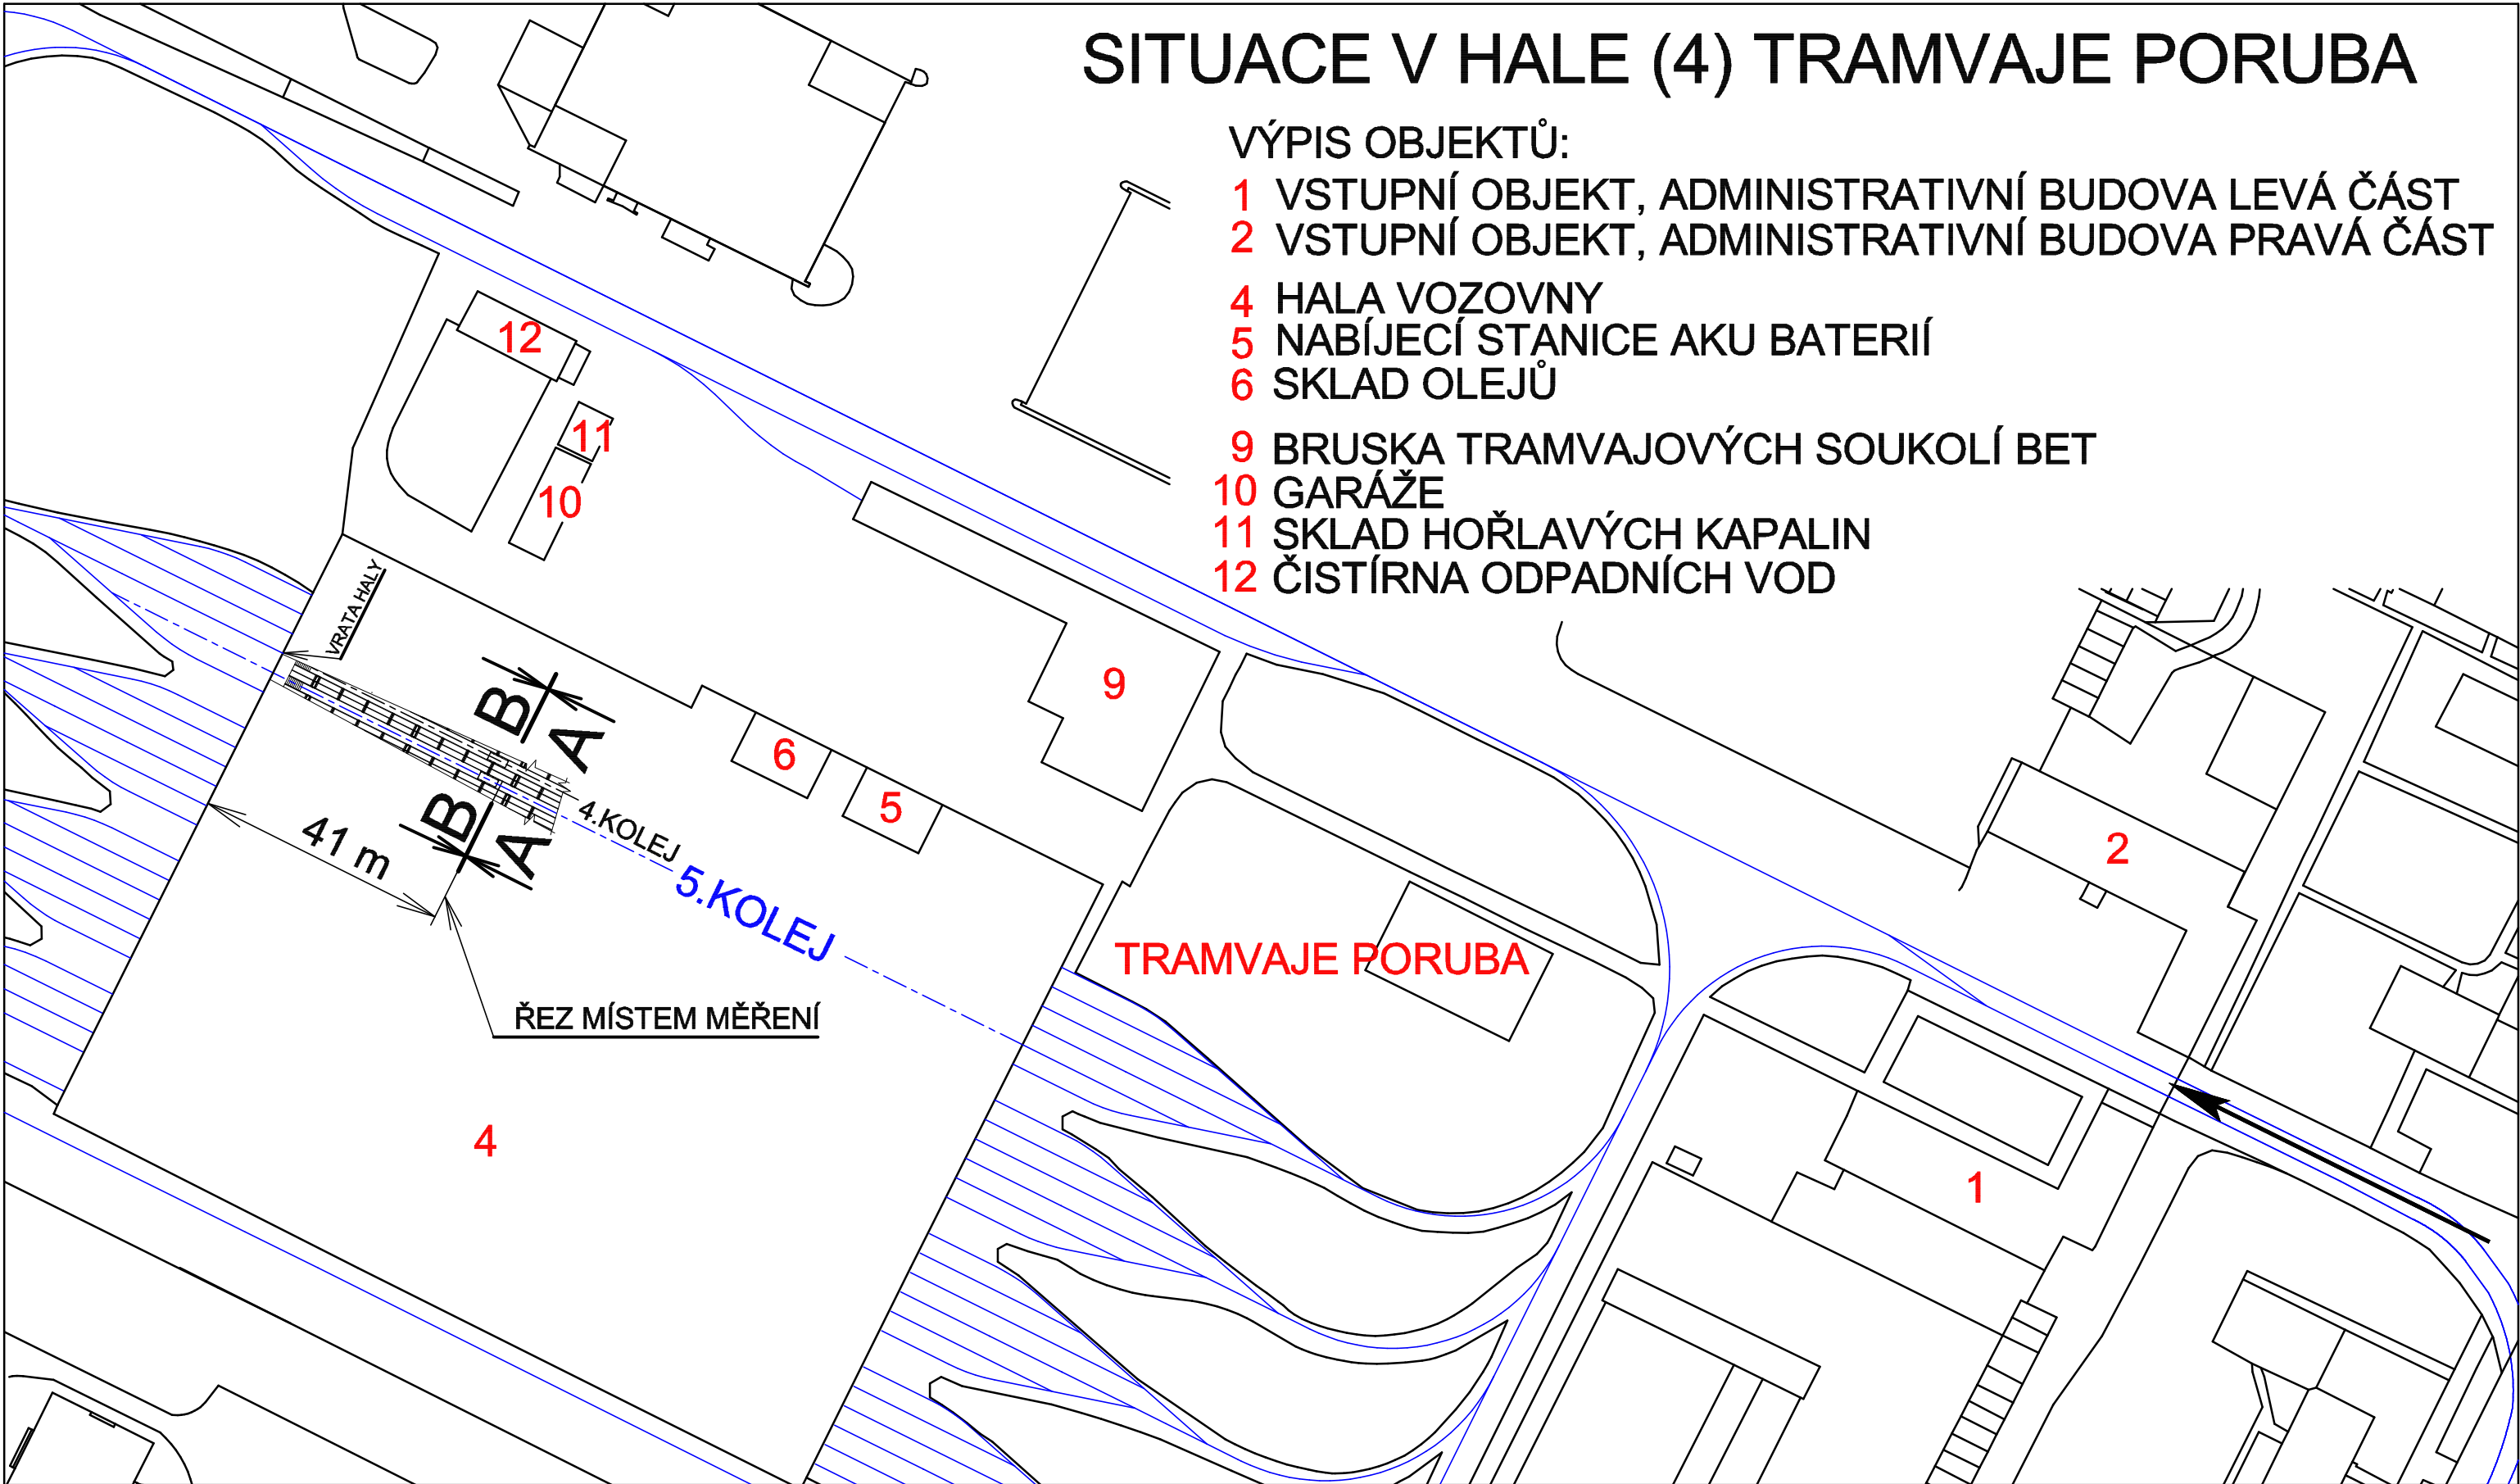 SITUACE V HALE (4) TRAMVAJE PORUBA
VÝPIS OBJEKTŮ:
1 VSTUPNÍ OBJEKT, ADMINISTRATIVNÍ BUDOVA LEVÁ ČÁST
2 VSTUPNÍ OBJEKT, ADMINISTRATIVNÍ BUDOVA PRAVÁ ČÁST
4 HALA VOZOVNY
5 NABÍJECÍ STANICE AKU BATERIÍ
6 SKLAD OLEJŮ
9 BRUSKA TRAMVAJOVÝCH SOUKOLÍ BET
10 GARÁŽE
11 SKLAD HOŘLAVÝCH KAPALIN
12 ČISTÍRNA ODPADNÍCH VOD
12
11
10
VRATA HALY
9
B
A
6
5
B
A
4.KOLEJ
41 m
5.KOLEJ
2
TRAMVAJE PORUBA
ŘEZ MÍSTEM MĚŘENÍ
4
1